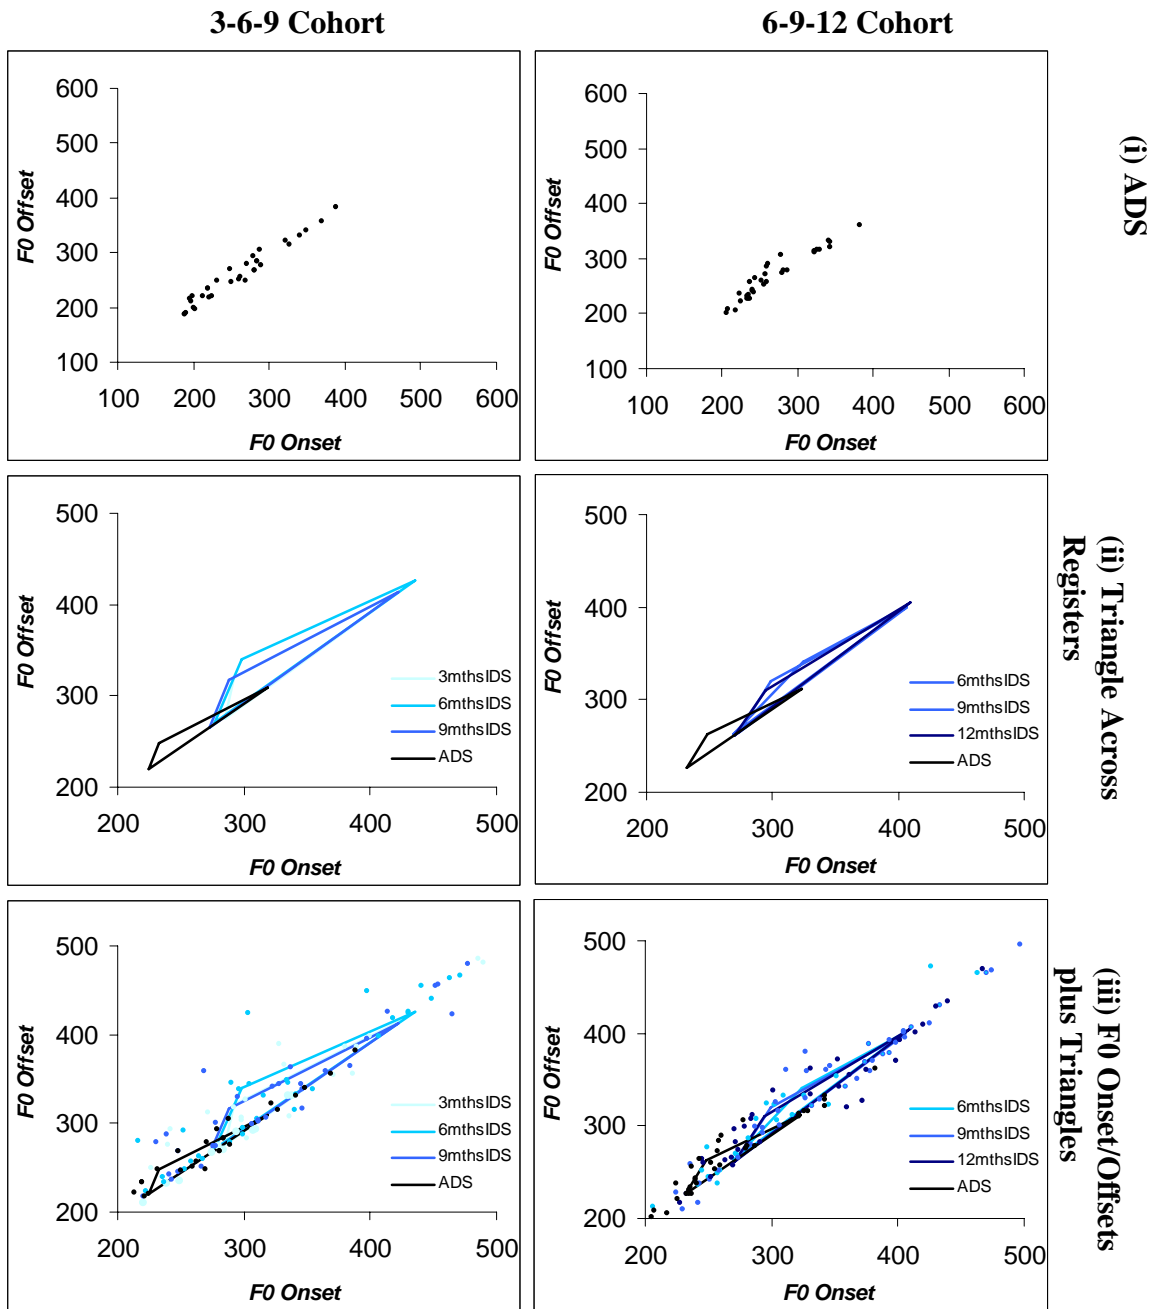 3-6-9 Cohort
6-9-12 Cohort
600
500
400
300
200
100
F0 Offset
100 200 300 400 500 600
F0 Onset
600
500
400
300
200
100
F0 Offset
100 200 300 400 500 600
F0 Onset
(i) ADS
500
400
300
200
F0 Offset
3mthsIDS
6mthsIDS
9mthsIDS
ADS
200 300 400 500
F0 Onset
500
400
300
200
F0 Offset
6mthsIDS
9mthsIDS
12mthsIDS
ADS
200 300 400 500
F0 Onset
(ii) Triangle Across
Registers
500
400
300
200
F0 Offset
3mthsIDS
6mthsIDS
9mthsIDS
ADS
200 300 400 500
F0 Onset
500
400
300
200
F0 Offset
6mthsIDS
9mthsIDS
12mthsIDS
ADS
200 300 400 500
F0 Onset
(iii) F0 Onset/Offsets
plus Triangles